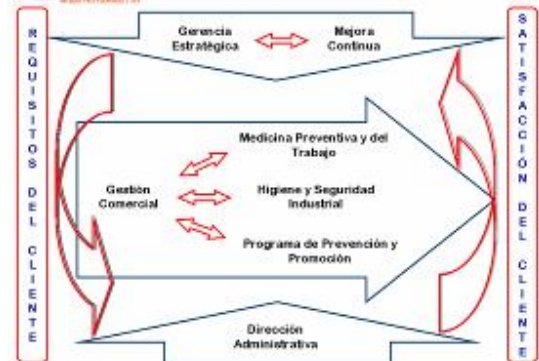 REQUISITOS DEL CLIENTE
Gerencia
Estratégica
Mejora
Continua
Medicina Preventiva y del
Trabajo
Gestión
Comercial
Higiene y Seguridad
Industrial
Programa de Prevención y
Promoción
Dirección
Administrativa
SATISFACCIÓN DEL CLIENTE